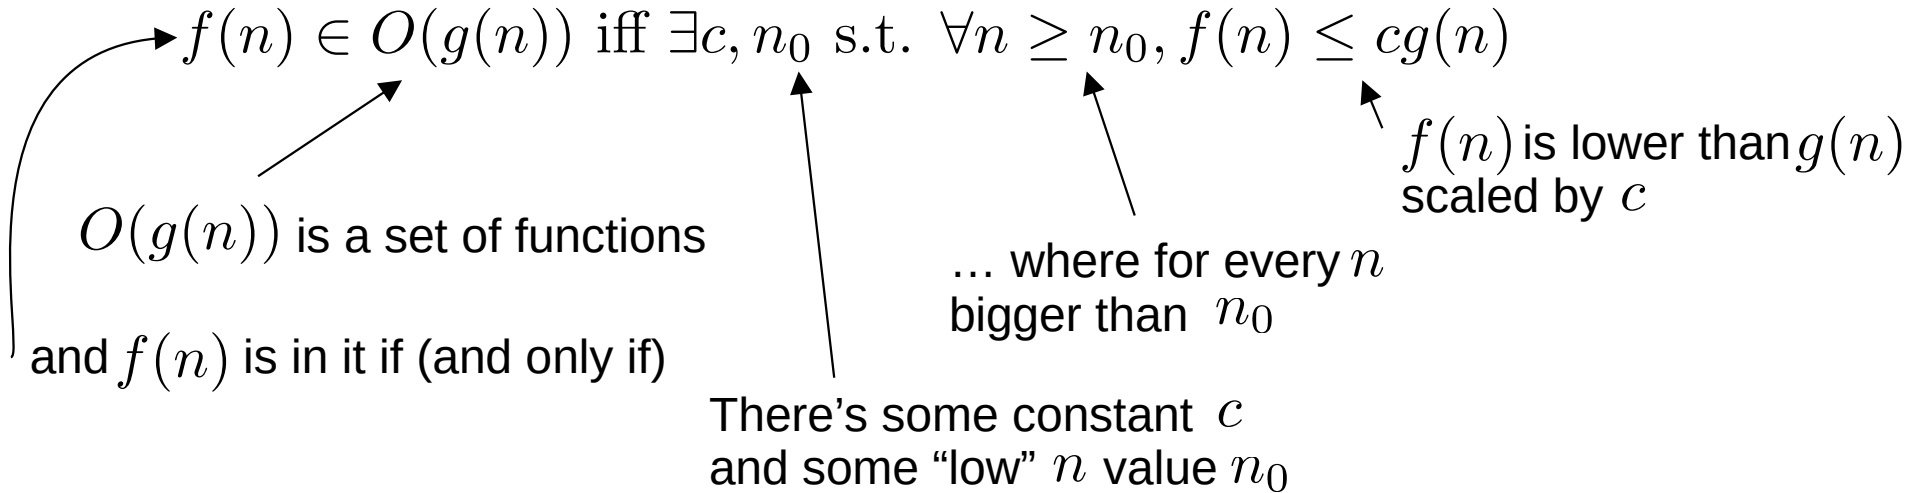 f(n) ∈ O(g(n)) iff ∃c, n₀ s.t. ∀n ≥ n₀, f(n) ≤ cg(n)
f(n) is lower than g(n)
scaled by c
O(g(n)) is a set of functions
… where for every n
bigger than n₀
and f(n) is in it if (and only if)
There’s some constant c
and some “low” n value n₀